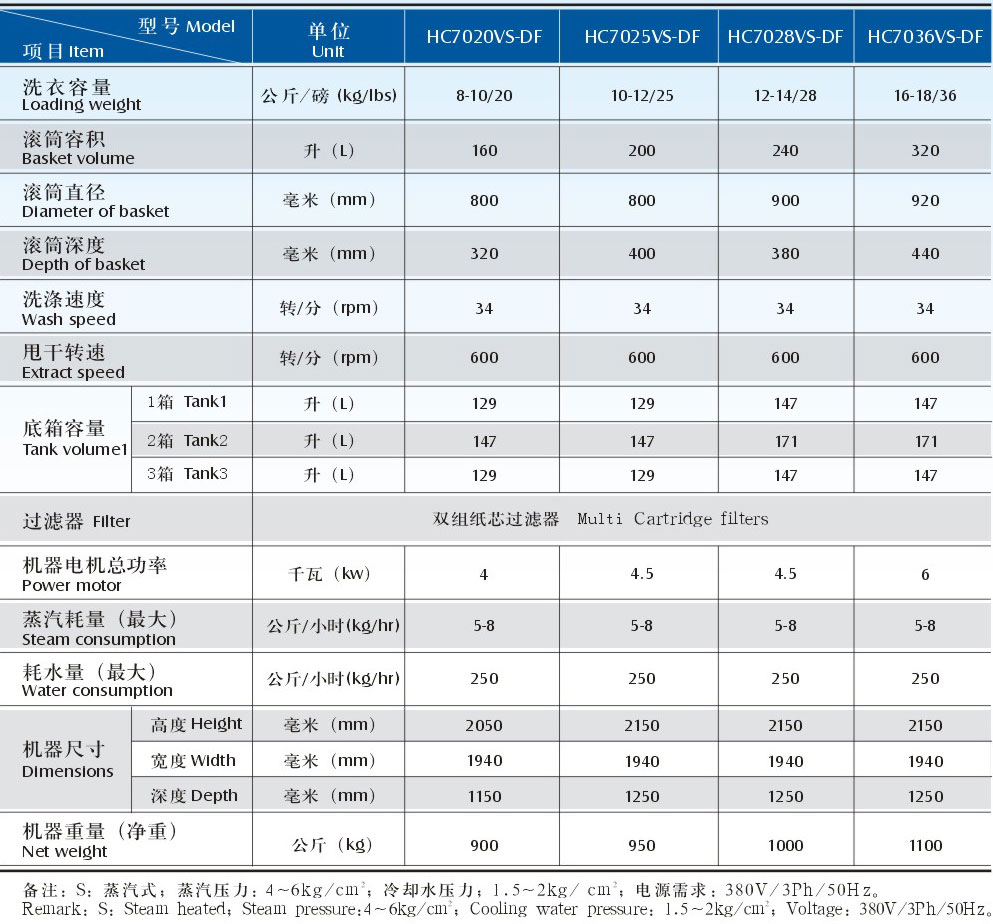 型号 Model 单位 HC7020VS-DF HC7025VS-DF HC7028VS-DF HC7036VS-DF
项目 Item Unit
洗衣容量 公斤/磅 (kg/lbs) 8-10/20 10-12/25 12-14/28 16-18/36
Loading weight
滚筒容积 升 (L) 160 200 240 320
Basket volume
滚筒直径 毫米 (mm) 800 800 900 920
Diameter of basket
滚筒深度 毫米 (mm) 320 400 380 440
Depth of basket
洗涤速度 转/分 (rpm) 34 34 34 34
Wash speed
甩干转速 转/分 (rpm) 600 600 600 600
Extract speed
底箱容量
Tank volume1
1箱 Tank1 升 (L) 129 129 147 147
2箱 Tank2 升 (L) 147 147 171 171
3箱 Tank3 升 (L) 129 129 147 147
过滤器 Filter 双组纸芯过滤器 Multi Cartridge filters
机器电机总功率 千瓦 (kw) 4 4.5 4.5 6
Power motor
蒸汽耗量（最大） 公斤/小时(kg/hr) 5-8 5-8 5-8 5-8
Steam consumption
耗水量（最大） 公斤/小时(kg/hr) 250 250 250 250
Water consumption
机器尺寸
Dimensions
高度 Height 毫米 (mm) 2050 2150 2150 2150
宽度 Width 毫米 (mm) 1940 1940 1940 1940
深度 Depth 毫米 (mm) 1150 1250 1250 1250
机器重量（净重） 公斤 (kg) 900 950 1000 1100
Net weight
备注: S: 蒸汽式; 蒸汽压力: 4~6kg/cm²; 冷却水压力; 1.5~2kg/ cm²; 电源需求: 380V/3Ph/50Hz。
Remark: S; Steam heated; Steam pressure:4~6kg/cm²; Cooling water pressure: 1.5~2kg/cm²; Voltage: 380V/3Ph/50Hz。